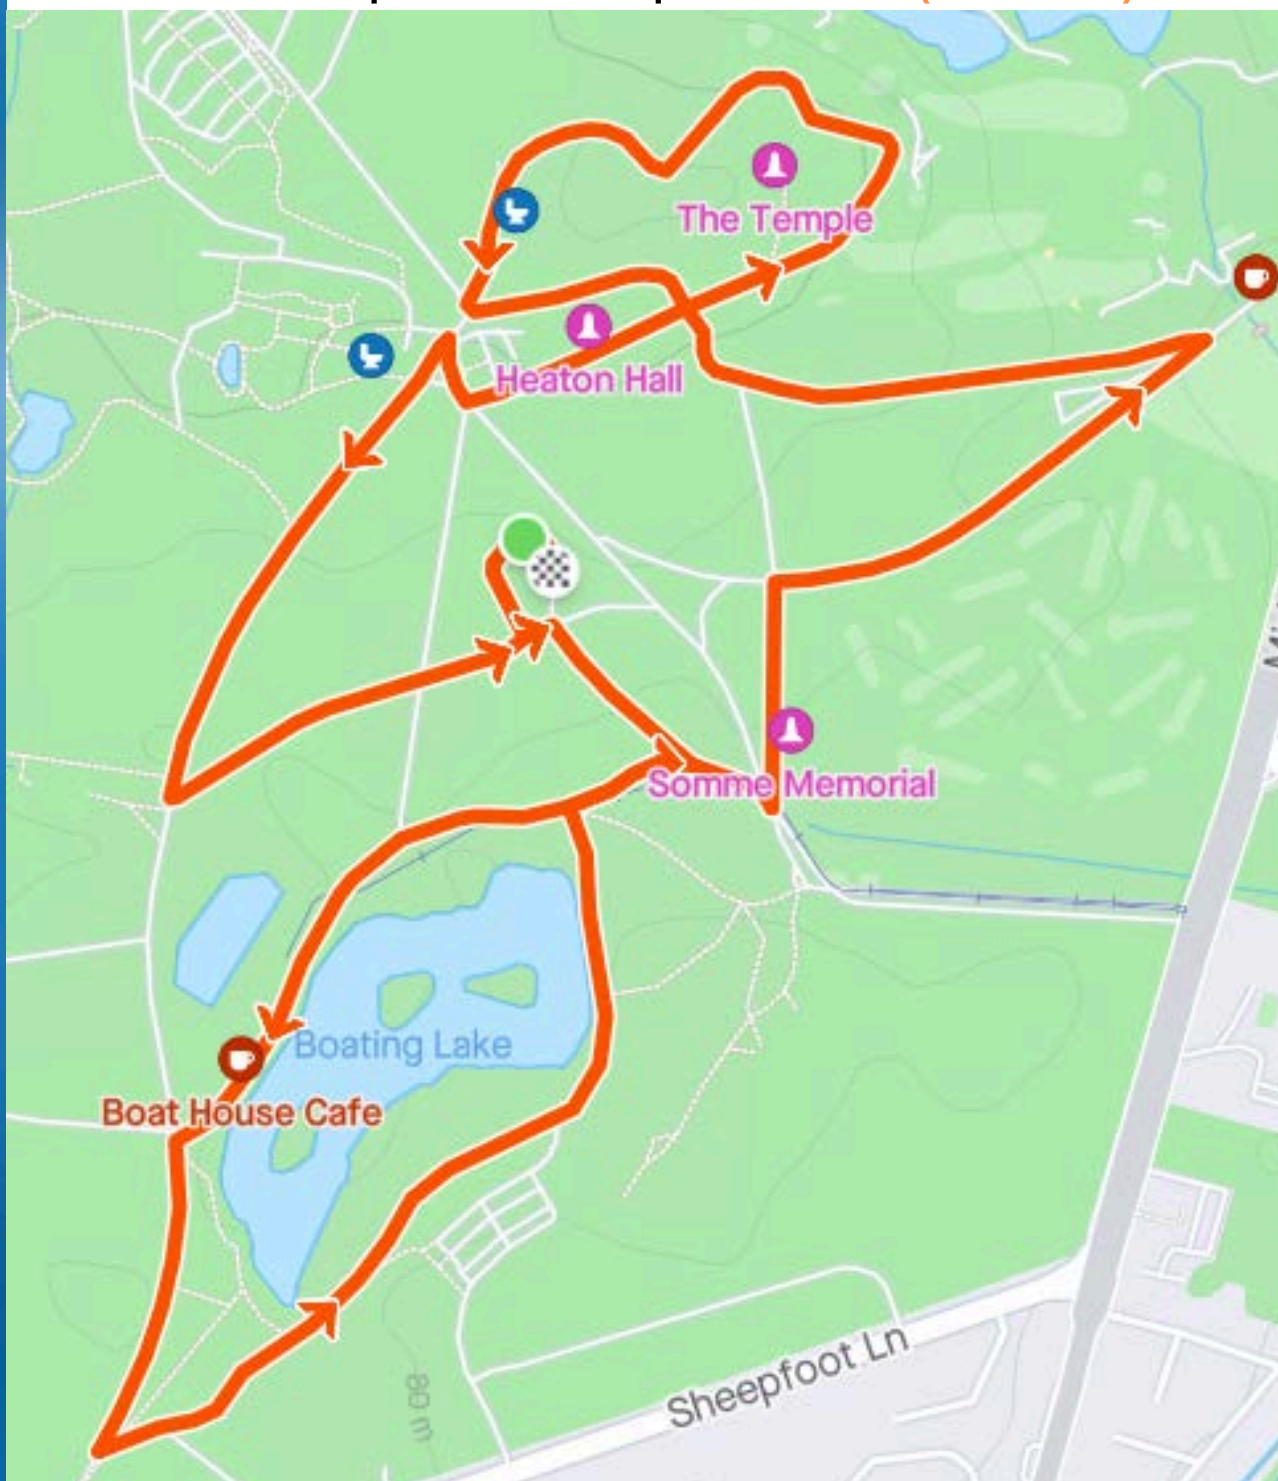 The Temple
Heaton Hall
Somme Memorial
Boating Lake
Boat House Cafe
80 m
Sheepfoot Ln